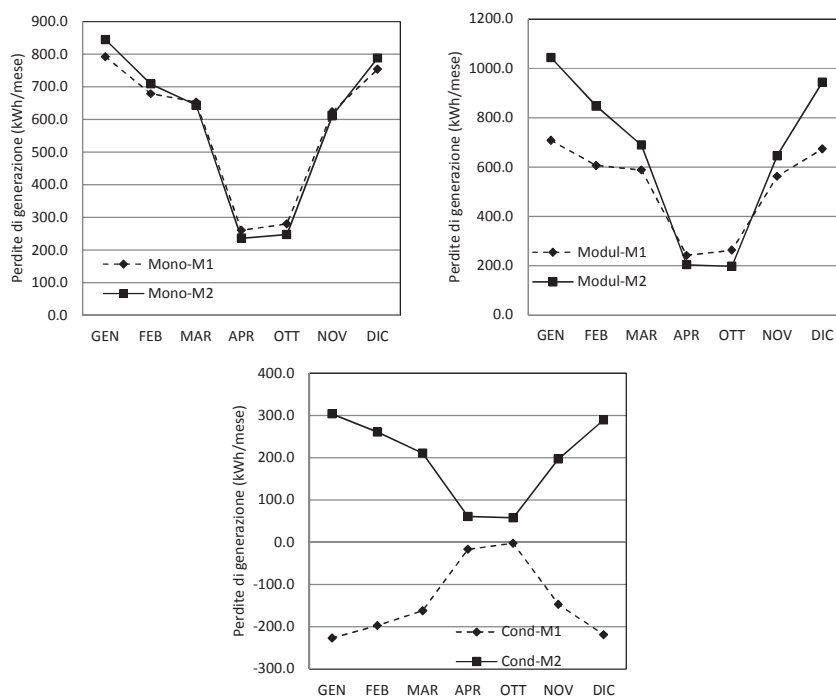 Perdite di generazione (kWh/mese)
900.0
800.0
700.0
600.0
500.0
400.0
300.0
200.0
100.0
0.0
Mono-M1
Mono-M2
GEN FEB MAR APR OTT NOV DIC
Perdite di generazione (kWh/mese)
1200.0
1000.0
800.0
600.0
400.0
200.0
0.0
Modul-M1
Modul-M2
GEN FEB MAR APR OTT NOV DIC
Perdite di generazione (kWh/mese)
400.0
300.0
200.0
100.0
0.0
-100.0
-200.0
-300.0
Cond-M1
Cond-M2
GEN FEB MAR APR OTT NOV DIC